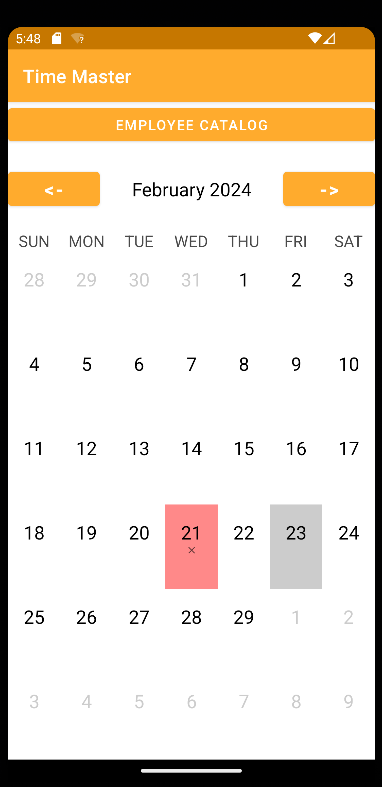 5:48
Time Master
EMPLOYEE CATALOG
<- February 2024 ->
SUN MON TUE WED THU FRI SAT
28 29 30 31 1 2 3
4 5 6 7 8 9 10
11 12 13 14 15 16 17
18 19 20 21 22 23 24
×
25 26 27 28 29 1 2
3 4 5 6 7 8 9